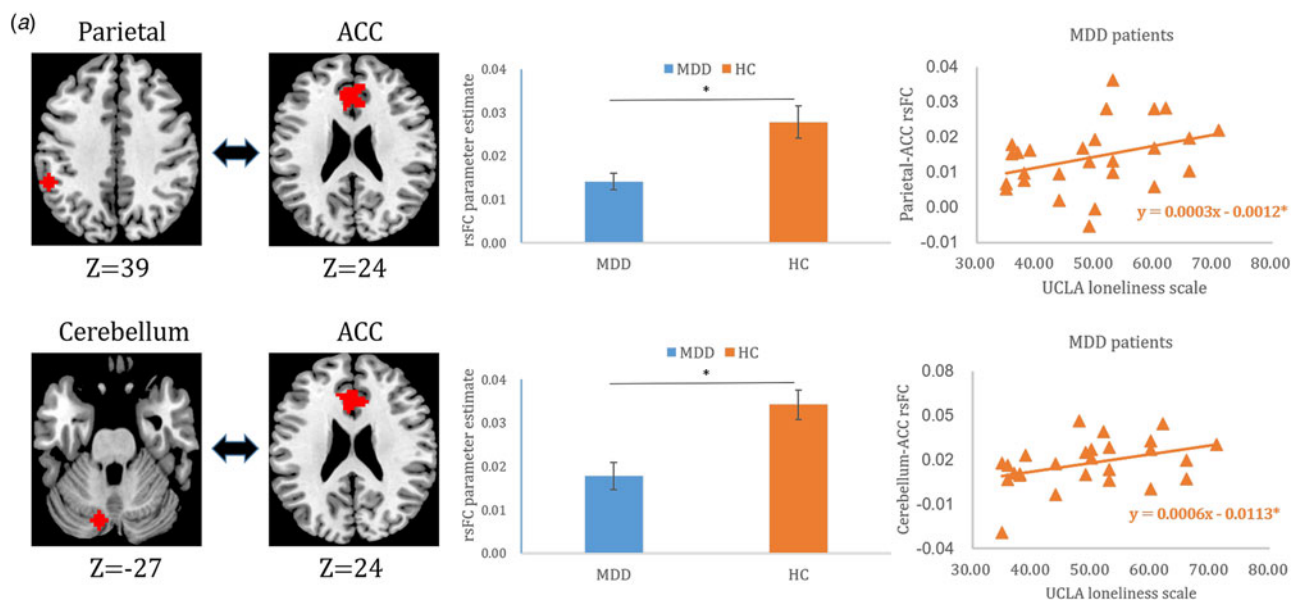 (a)
Parietal
ACC
Z=39
Z=24
MDD HC
*
rsFC parameter estimate
0.04
0.03
0.02
0.01
0.00
MDD HC
MDD patients
Parietal-ACC rsFC
0.04
0.03
0.02
0.01
0.00
-0.01
y = 0.0003x - 0.0012*
30.00 40.00 50.00 60.00 70.00 80.00
UCLA loneliness scale
Cerebellum
ACC
Z=-27
Z=24
MDD HC
*
rsFC parameter estimate
0.04
0.03
0.02
0.01
0.00
MDD HC
MDD patients
Cerebellum-ACC rsFC
0.08
0.05
0.02
-0.01
-0.04
y = 0.0006x - 0.0113*
30.00 40.00 50.00 60.00 70.00 80.00
UCLA loneliness scale